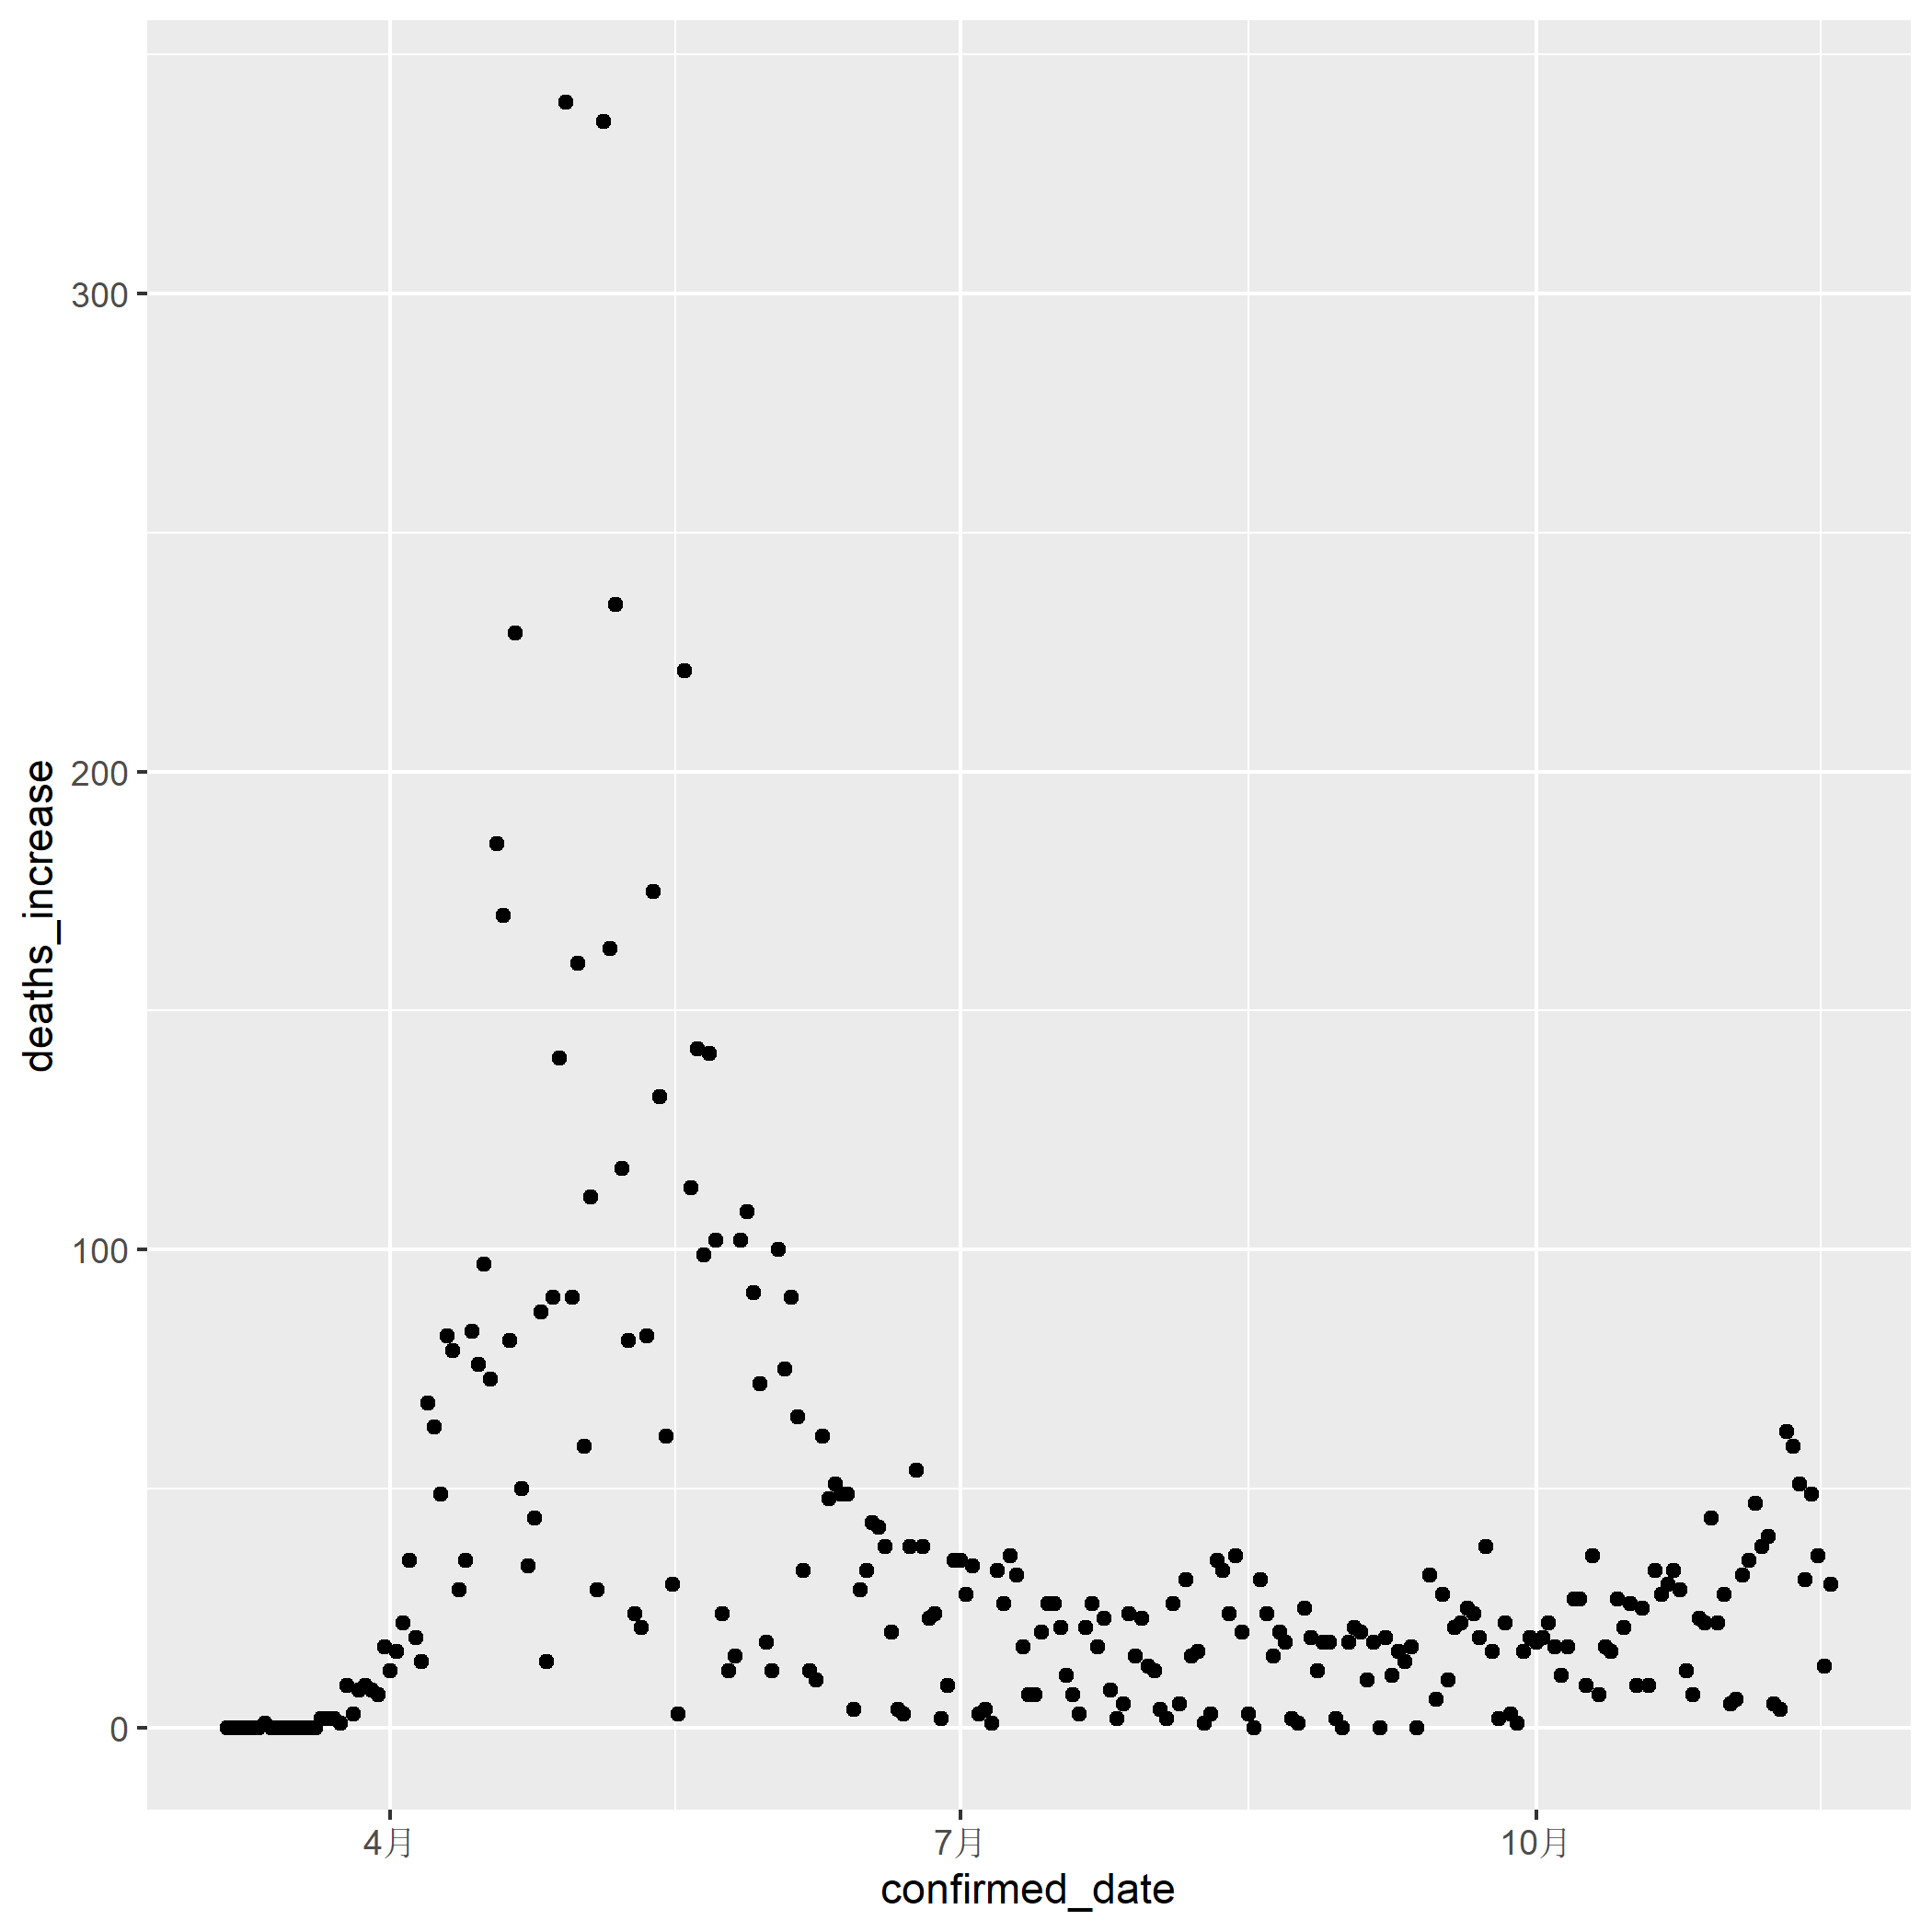 deaths_increase
300
200
100
0
4月
7月
10月
confirmed_date